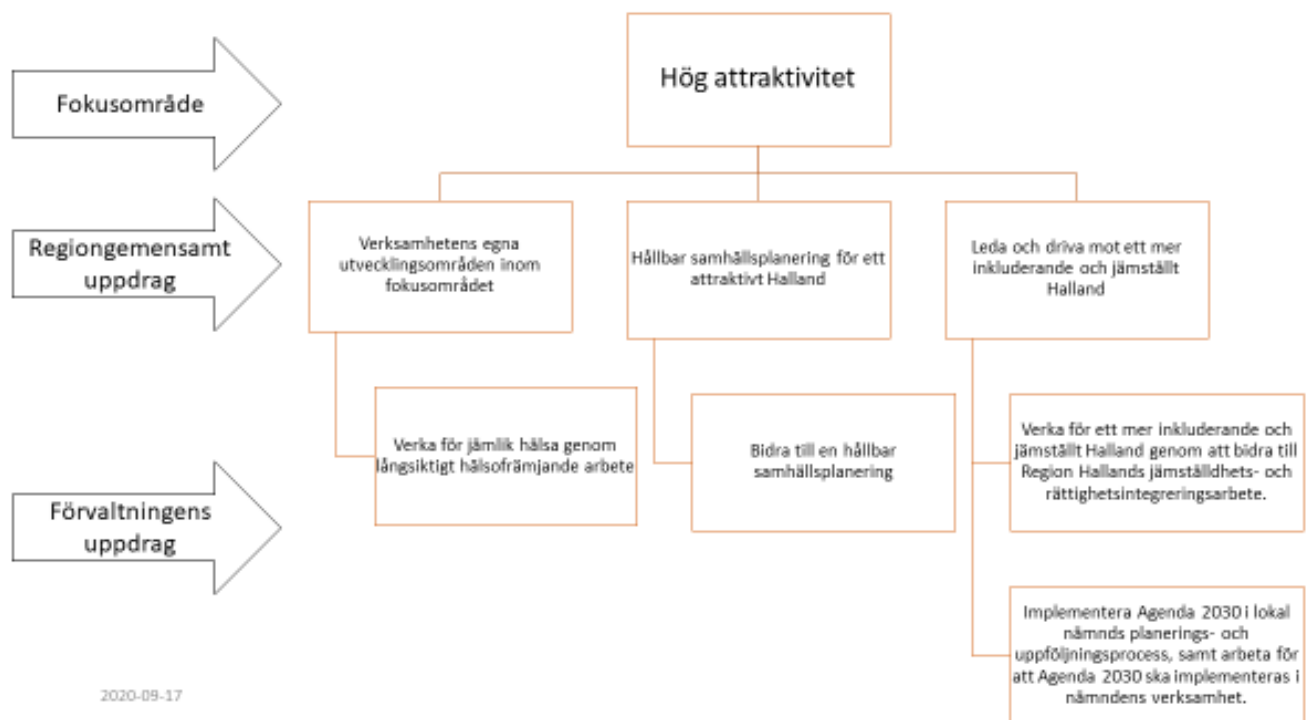 Fokusområde
Hög attraktivitet
Regiongemensamt
uppdrag
Verksamhetens egna
utvecklingsområden inom
fokusområdet
Hållbar samhällsplanering för ett
attraktivt Halland
Leda och driva mot ett mer
inkluderande och jämställt
Halland
Förvaltningens
uppdrag
Verka för jämlik hälsa genom
långsiktigt hälsofrämjande arbete
Bidra till en hållbar
samhällsplanering
Verka för ett mer inkluderande och
jämställt Halland genom att bidra till
Region Hallands jämställdhets- och
rättighetsintegreringsarbete.
Implementera Agenda 2030 i lokal
nämnds planerings- och
uppföljningsprocess, samt arbeta för
att Agenda 2030 ska implementeras i
nämndens verksamhet.
2020-09-17